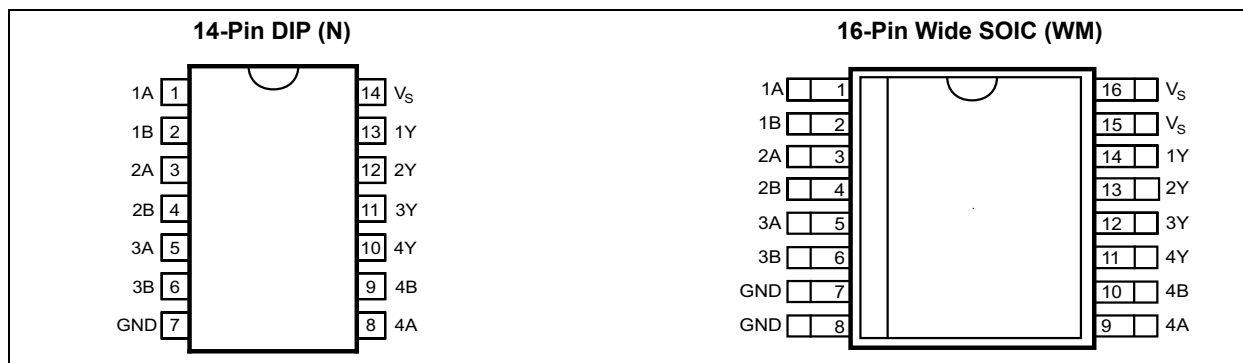 14-Pin DIP (N)
1A 1 14 VS
1B 2 13 1Y
2A 3 12 2Y
2B 4 11 3Y
3A 5 10 4Y
3B 6 9 4B
GND 7 8 4A
16-Pin Wide SOIC (WM)
1A 1 16 VS
1B 2 15 VS
2A 3 14 1Y
2B 4 13 2Y
3A 5 12 3Y
3B 6 11 4Y
GND 7 10 4B
GND 8 9 4A